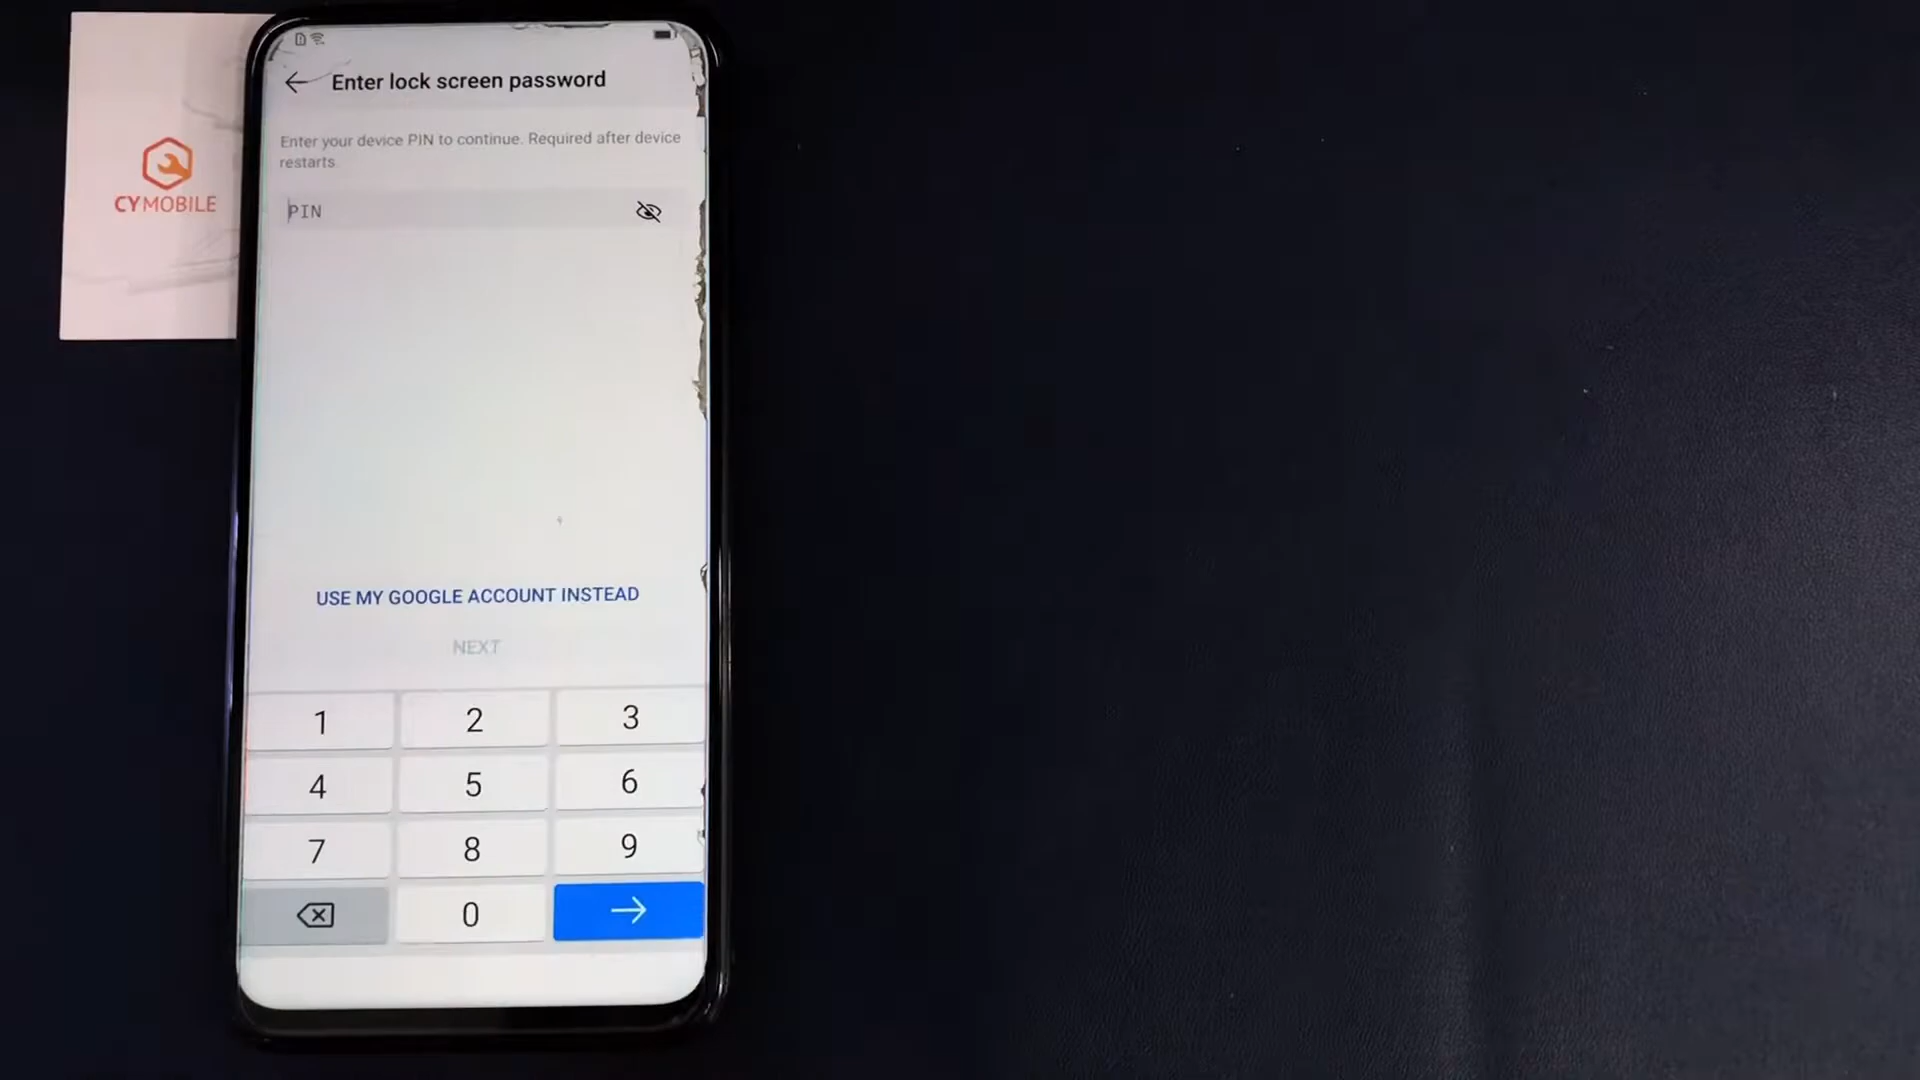 Enter lock screen password
Enter your device PIN to continue. Required after device
restarts.
PIN
CYMOBILE
USE MY GOOGLE ACCOUNT INSTEAD
NEXT
1 2 3
4 5 6
7 8 9
0